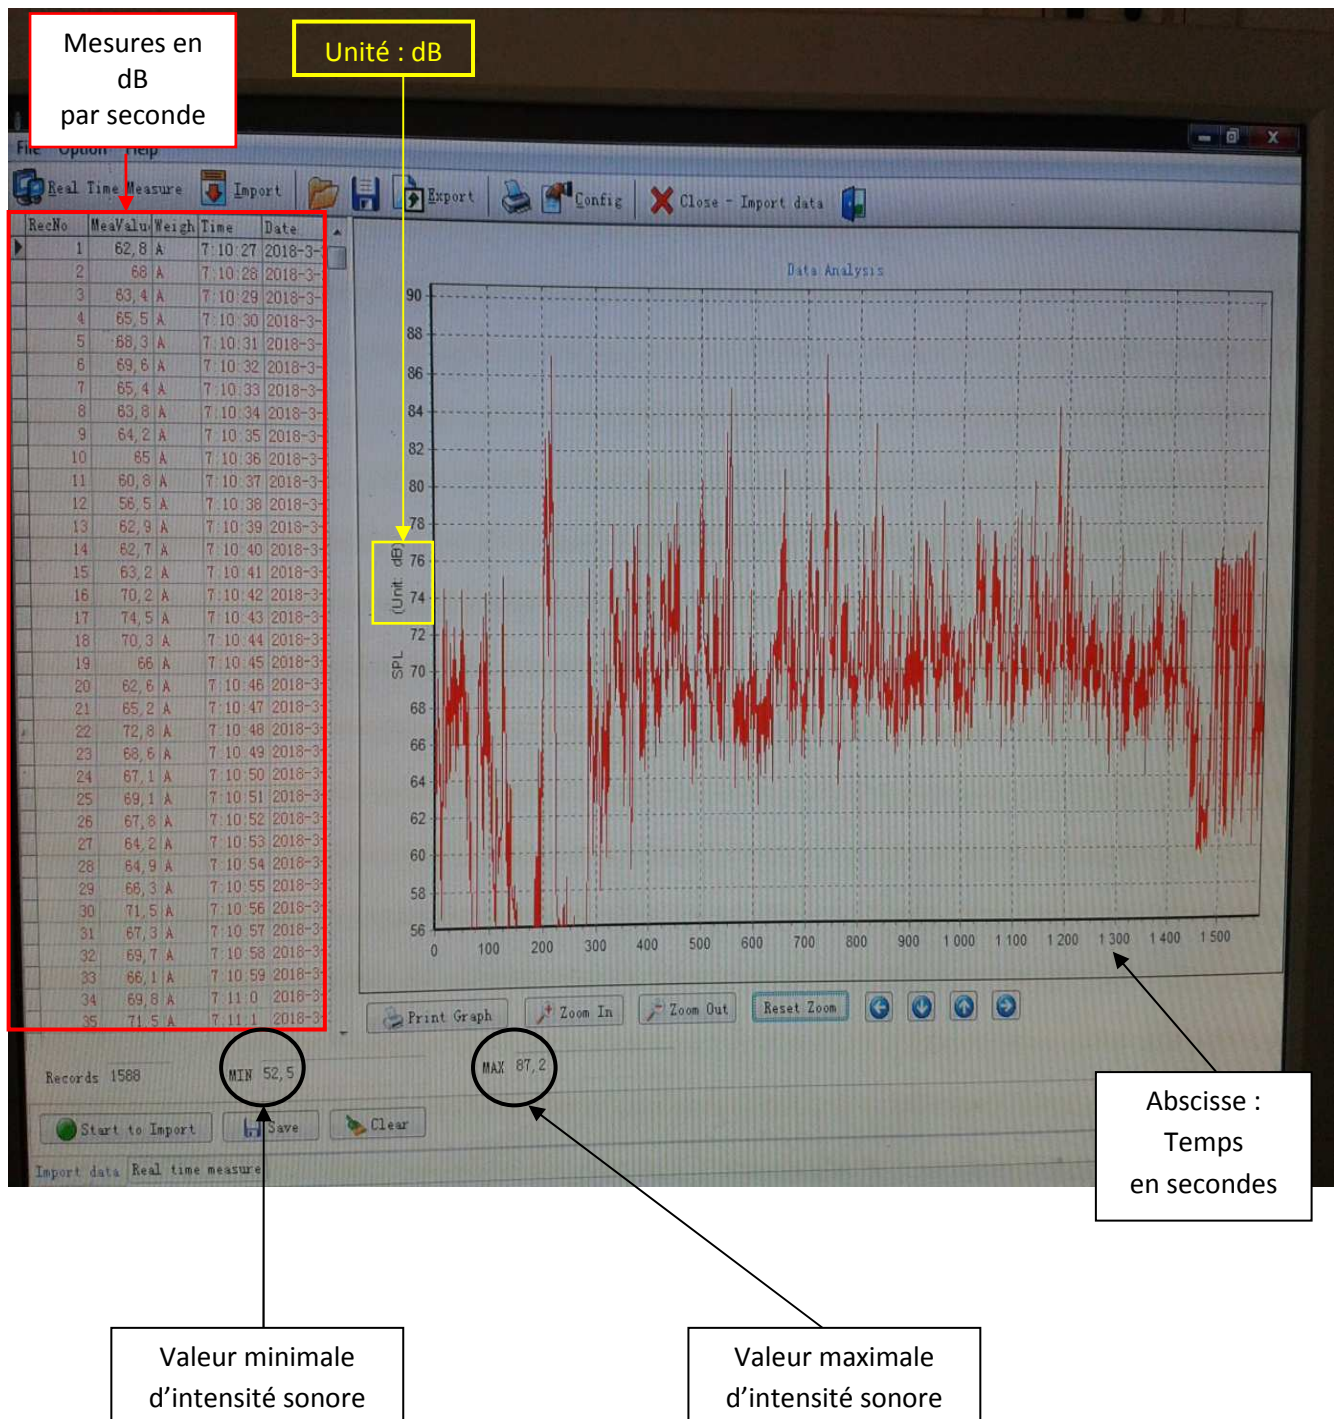 Mesures en
dB
par seconde
Unité : dB
File Option Help
Real Time Measure Import Export Config Close - Import data
RecNo MeaValu Weigh Time Date
1 62,8 A 7:10:27 2018-3-
2 68 A 7:10:28 2018-3-
3 63,4 A 7:10:29 2018-3-
4 65,5 A 7:10:30 2018-3-
5 68,3 A 7:10:31 2018-3-
6 69,6 A 7:10:32 2018-3-
7 65,4 A 7:10:33 2018-3-
8 63,8 A 7:10:34 2018-3-
9 64,2 A 7:10:35 2018-3-
10 65 A 7:10:36 2018-3-
11 60,8 A 7:10:37 2018-3-
12 56,5 A 7:10:38 2018-3-
13 62,9 A 7:10:39 2018-3-
14 62,7 A 7:10:40 2018-3-
15 63,2 A 7:10:41 2018-3-
16 70,2 A 7:10:42 2018-3-
17 74,5 A 7:10:43 2018-3-
18 70,3 A 7:10:44 2018-3-
19 66 A 7:10:45 2018-3-
20 62,6 A 7:10:46 2018-3-
21 65,2 A 7:10:47 2018-3-
22 72,8 A 7:10:48 2018-3-
23 68,6 A 7:10:49 2018-3-
24 67,1 A 7:10:50 2018-3-
25 69,1 A 7:10:51 2018-3-
26 67,8 A 7:10:52 2018-3-
27 64,2 A 7:10:53 2018-3-
28 64,9 A 7:10:54 2018-3-
29 66,3 A 7:10:55 2018-3-
30 71,5 A 7:10:56 2018-3-
31 67,3 A 7:10:57 2018-3-
32 69,7 A 7:10:58 2018-3-
33 66,1 A 7:10:59 2018-3-
34 69,8 A 7:11:0 2018-3-
35 71,5 A 7:11:1 2018-3-
Data Analysis
90
88
86
84
82
80
78
76
74
72
70
68
66
64
62
60
58
56
SPL (Unit dB)
0 100 200 300 400 500 600 700 800 900 1 000 1 100 1 200 1 300 1 400 1 500
Print Graph Zoom In Zoom Out Reset Zoom
Records 1588 MIN 52,5 MAX 87,2
Start to Import Save Clear
Import data Real time measure
Abscisse :
Temps
en secondes
Valeur minimale
d’intensité sonore
Valeur maximale
d’intensité sonore